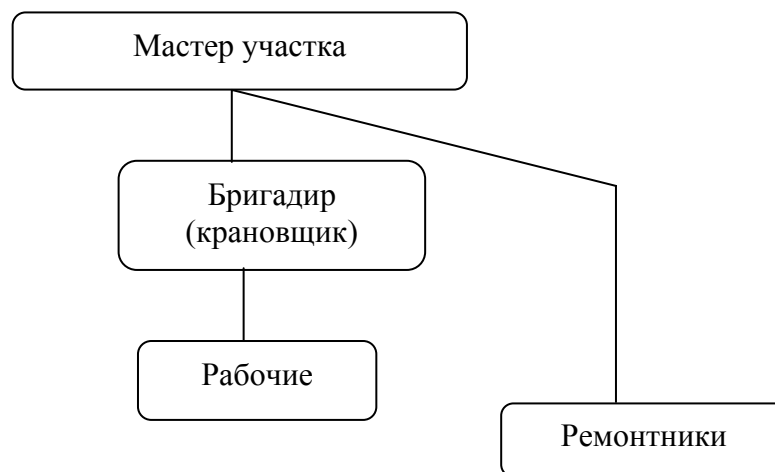 Мастер участка
Бригадир
(крановщик)
Рабочие
Ремонтники